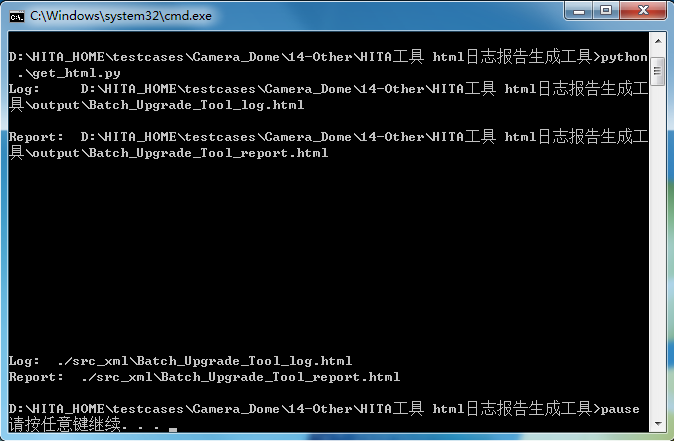 C:\Windows\system32\cmd.exe
D:\HITA_HOME\testcases\Camera_Dome\14-Other\HITA工具 html日志报告生成工具>python
.\get_html.py
Log:     D:\HITA_HOME\testcases\Camera_Dome\14-Other\HITA工具 html日志报告生成工
具\output\Batch_Upgrade_Tool_log.html
Report:  D:\HITA_HOME\testcases\Camera_Dome\14-Other\HITA工具 html日志报告生成工
具\output\Batch_Upgrade_Tool_report.html
Log:  ./src_xml\Batch_Upgrade_Tool_log.html
Report:  ./src_xml\Batch_Upgrade_Tool_report.html
D:\HITA_HOME\testcases\Camera_Dome\14-Other\HITA工具 html日志报告生成工具>pause
请按任意键继续. . .